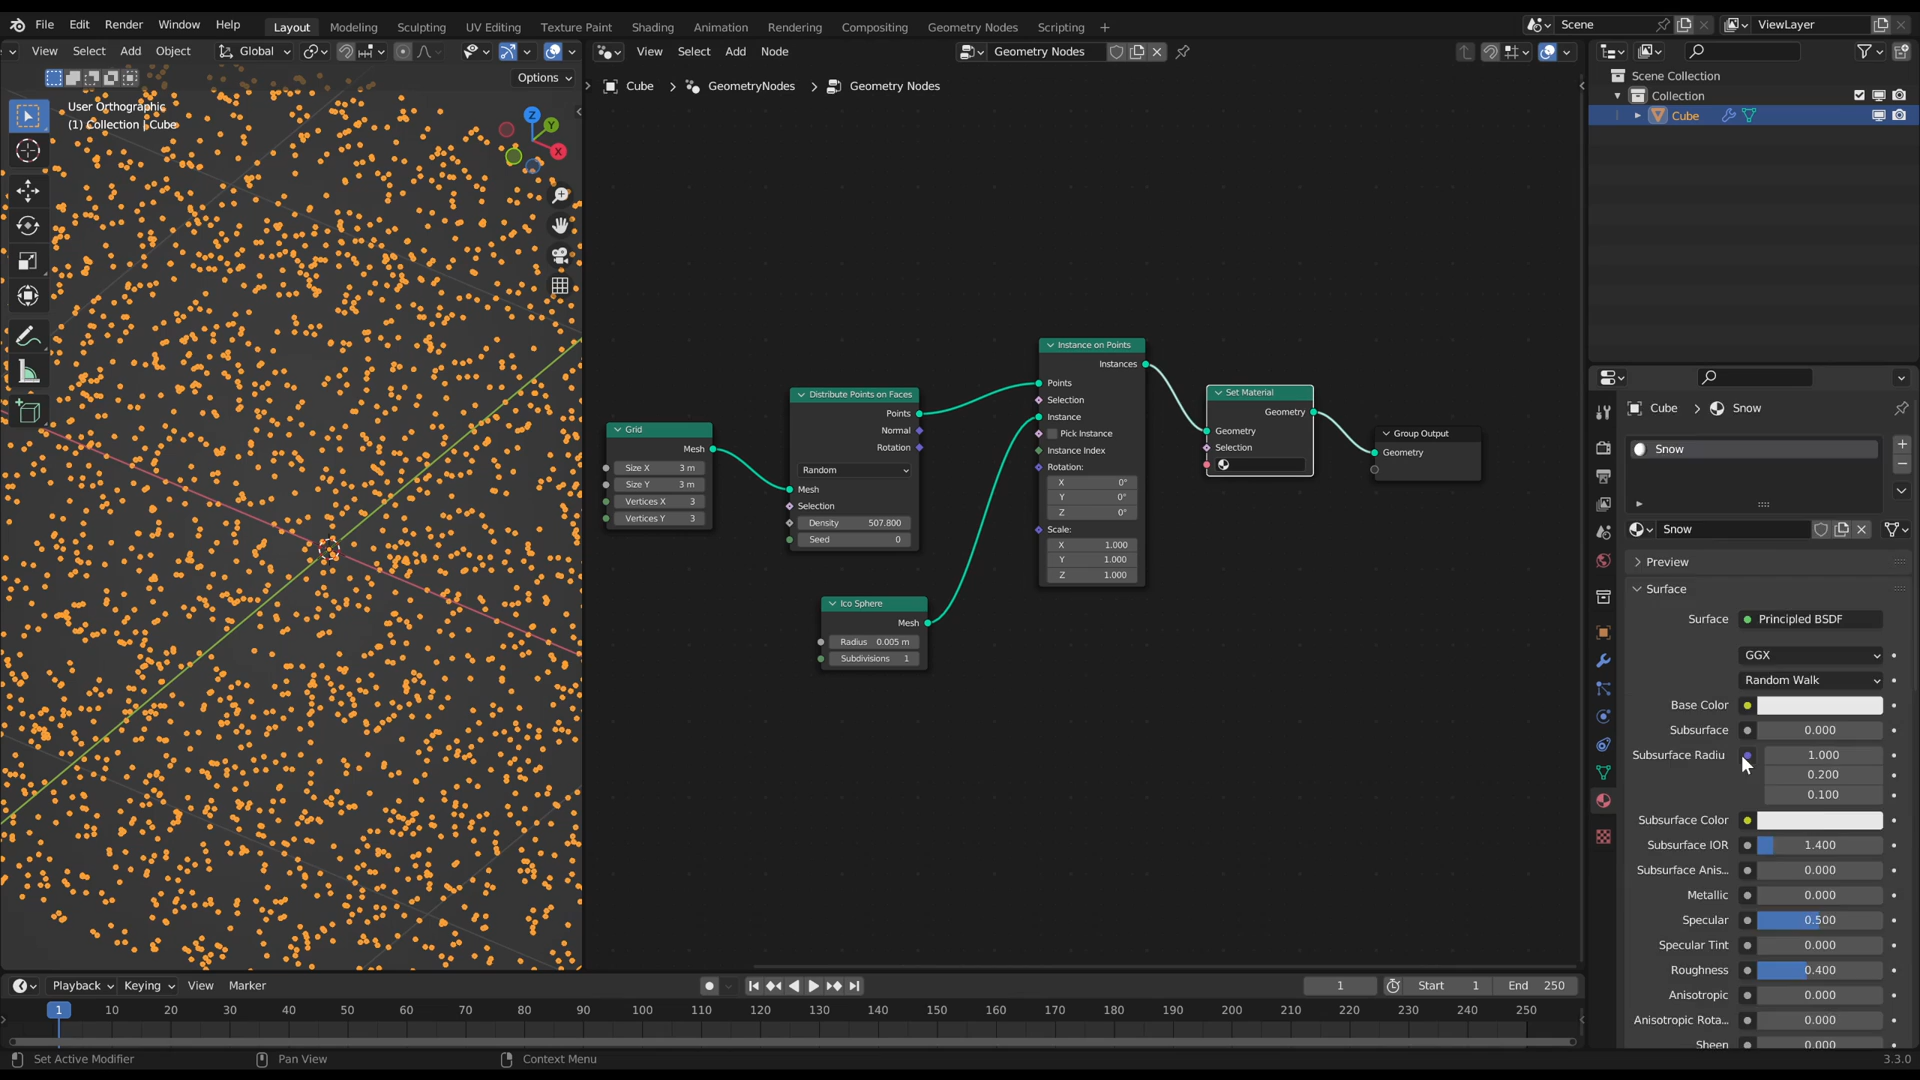 File Edit Render Window Help Layout Modeling Sculpting UV Editing Texture Paint Shading Animation Rendering Compositing Geometry Nodes Scripting + Scene ViewLayer
View Select Add Object Global View Select Add Node Geometry Nodes
Options
Cube > GeometryNodes > Geometry Nodes
User Orthographic
(1) Collection | Cube
Z
Y
X
Grid
Mesh
Size X 3 m
Size Y 3 m
Vertices X 3
Vertices Y 3
Distribute Points on Faces
Points
Normal
Rotation
Random
Mesh
Selection
Density 507.800
Seed 0
Ico Sphere
Mesh
Radius 0.005 m
Subdivisions 1
Instance on Points
Instances
Points
Selection
Instance
Pick Instance
Instance Index
Rotation:
X 0°
Y 0°
Z 0°
Scale:
X 1.000
Y 1.000
Z 1.000
Set Material
Geometry
Geometry
Selection
Group Output
Geometry
Scene Collection
Collection
Cube
Cube > Snow
Snow
Snow
Preview
Surface
Surface Principled BSDF
GGX
Random Walk
Base Color
Subsurface 0.000
Subsurface Radiu 1.000
0.200
0.100
Subsurface Color
Subsurface IOR 1.400
Subsurface Anis... 0.000
Metallic 0.000
Specular 0.500
Specular Tint 0.000
Roughness 0.400
Anisotropic 0.000
Anisotropic Rota... 0.000
Sheen 0.000
Playback Keying View Marker 1 Start 1 End 250
1 10 20 30 40 50 60 70 80 90 100 110 120 130 140 150 160 170 180 190 200 210 220 230 240 250
Set Active Modifier Pan View Context Menu 3.3.0